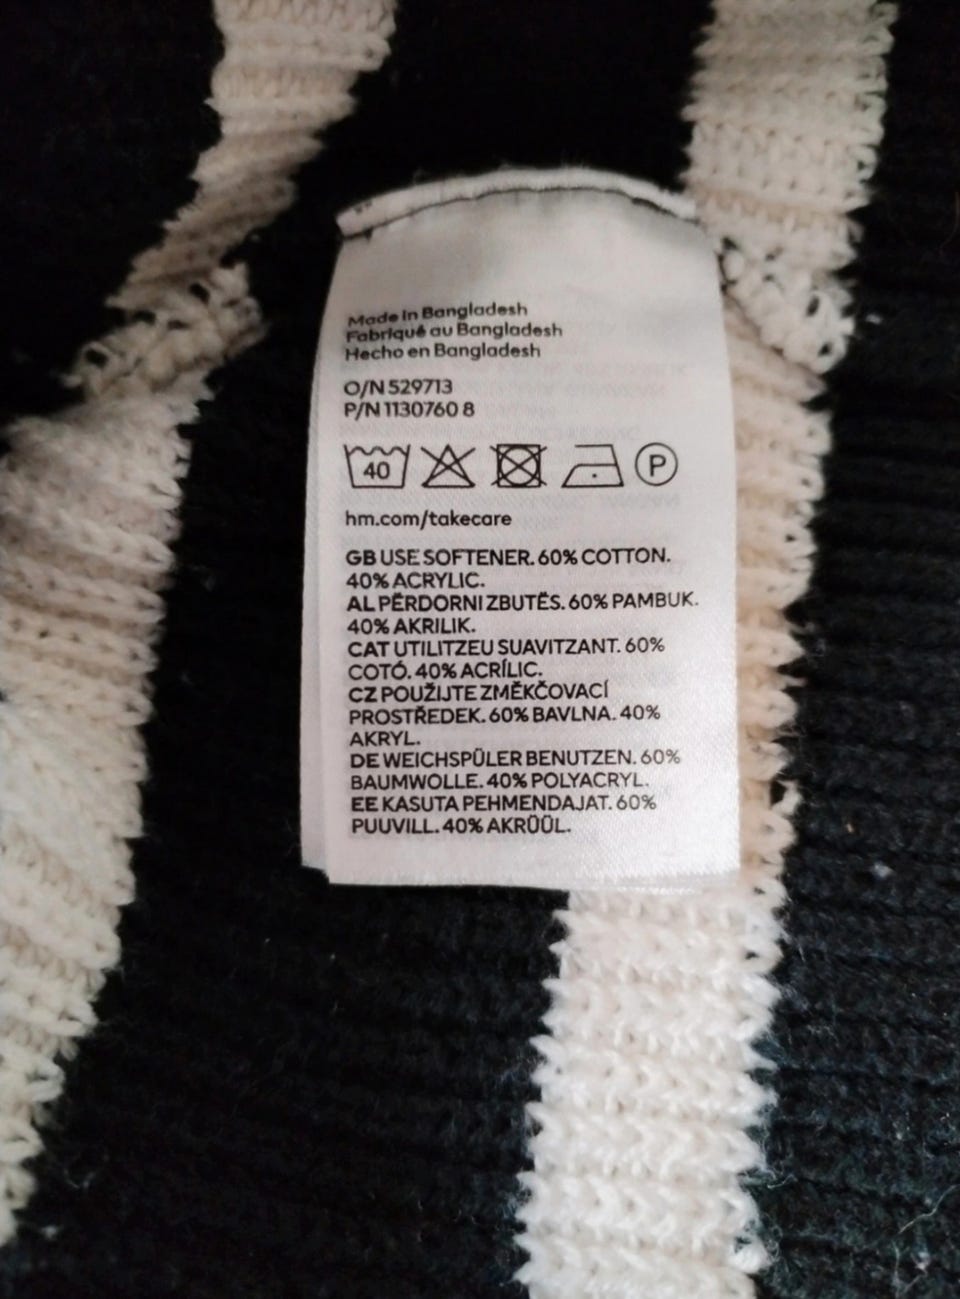 Made in Bangladesh
Fabriqué au Bangladesh
Hecho en Bangladesh
O/N 529713
P/N 1130760 8
40 P
hm.com/takecare
GB USE SOFTENER. 60% COTTON.
40% ACRYLIC.
AL PËRDORNI ZBUTËS. 60% PAMBUK.
40% AKRILIK.
CAT UTILITZEU SUAVITZANT. 60%
COTÓ. 40% ACRÍLIC.
CZ POUŽIJTE ZMĚKČOVACÍ
PROSTŘEDEK. 60% BAVLNA. 40%
AKRYL.
DE WEICHSPÜLER BENUTZEN. 60%
BAUMWOLLE. 40% POLYACRYL.
EE KASUTA PEHMENDAJAT. 60%
PUUVILL. 40% AKRÜÜL.